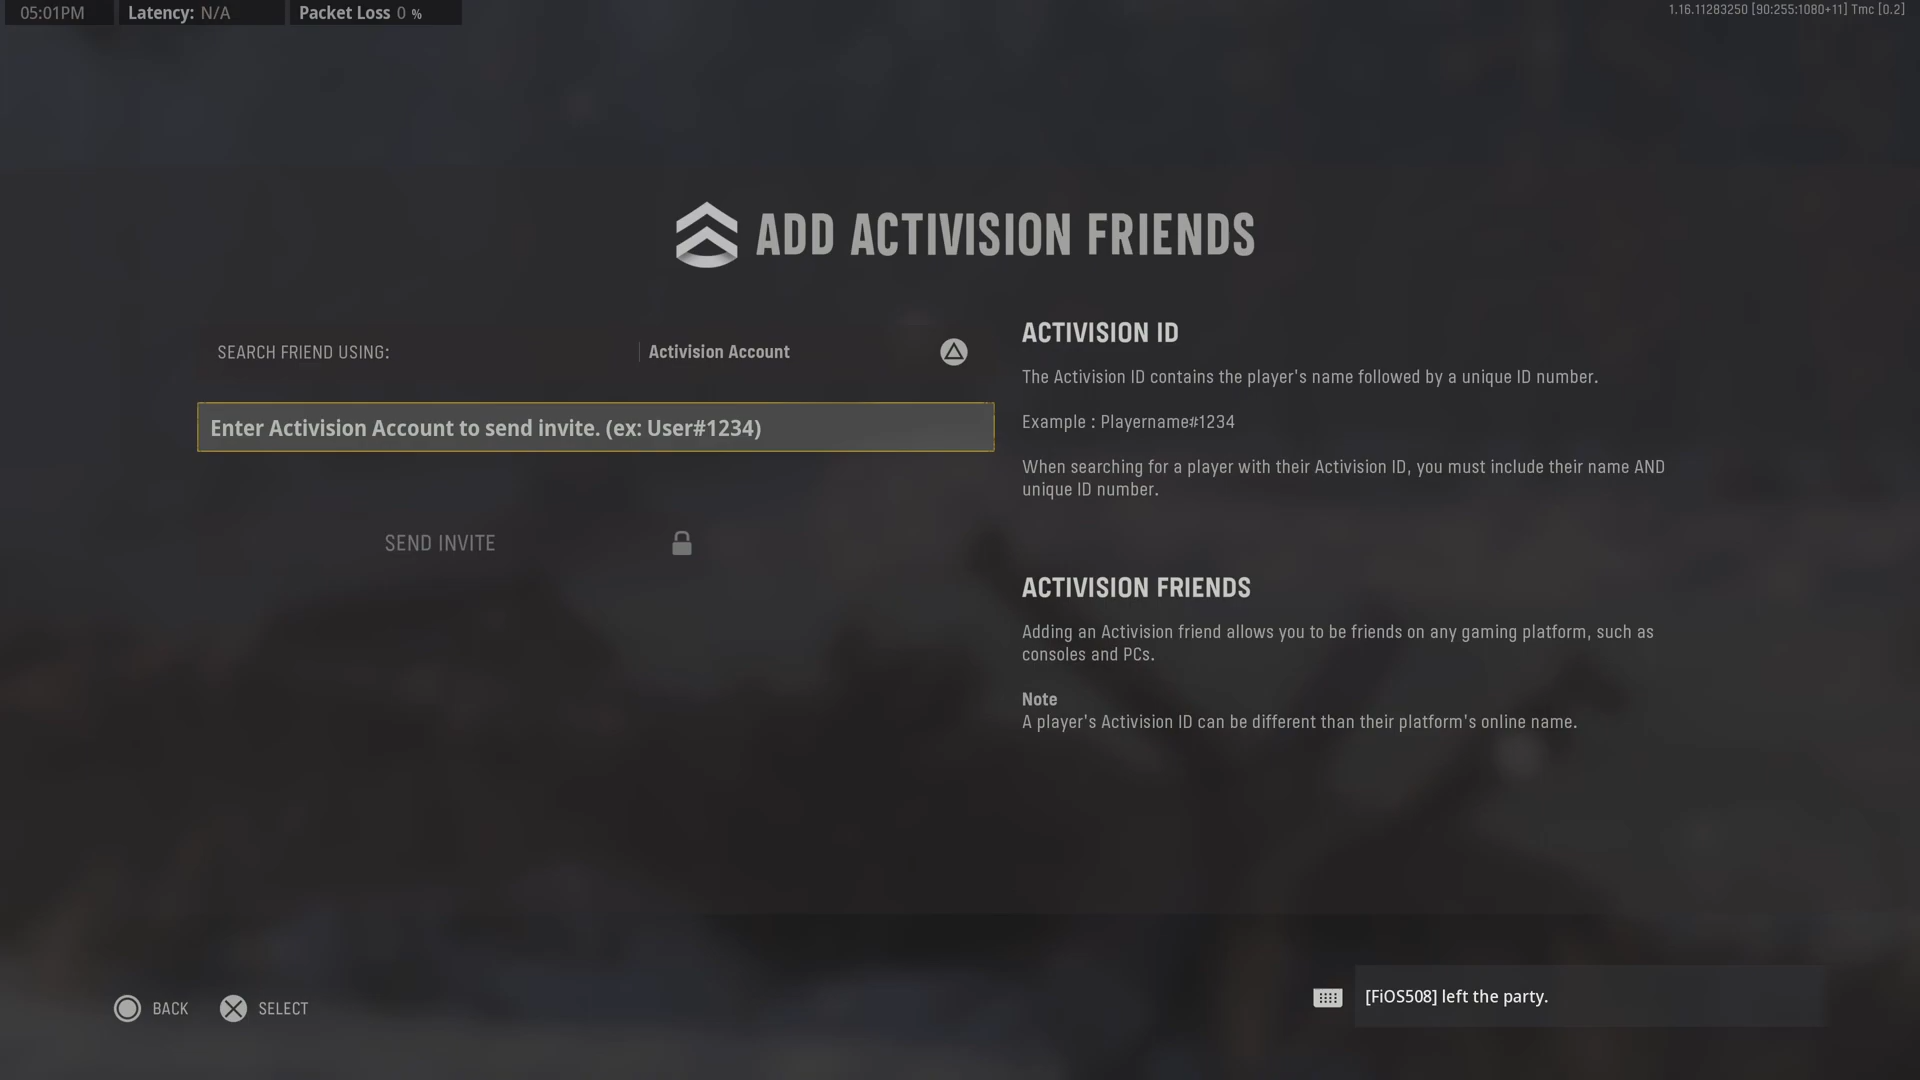 05:01PM Latency: N/A Packet Loss 0 %
1.16.11283250 [90:255:1080+11] Tmc [0.2]
ADD ACTIVISION FRIENDS
SEARCH FRIEND USING: Activision Account
Enter Activision Account to send invite. (ex: User#1234)
SEND INVITE
ACTIVISION ID
The Activision ID contains the player's name followed by a unique ID number.
Example : Playername#1234
When searching for a player with their Activision ID, you must include their name AND
unique ID number.
ACTIVISION FRIENDS
Adding an Activision friend allows you to be friends on any gaming platform, such as
consoles and PCs.
Note
A player's Activision ID can be different than their platform's online name.
BACK SELECT
[FiOS508] left the party.